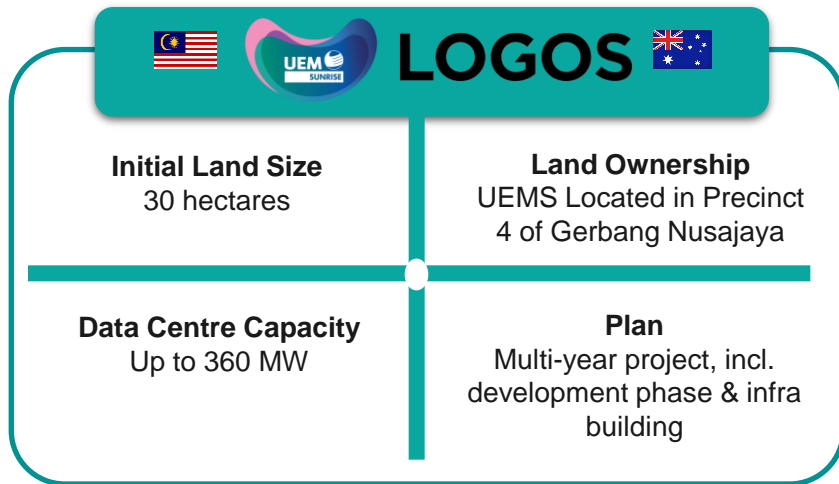 UEM
SUNRISE
LOGOS
Initial Land Size
30 hectares
Land Ownership
UEMS Located in Precinct
4 of Gerbang Nusajaya
Data Centre Capacity
Up to 360 MW
Plan
Multi-year project, incl.
development phase & infra
building